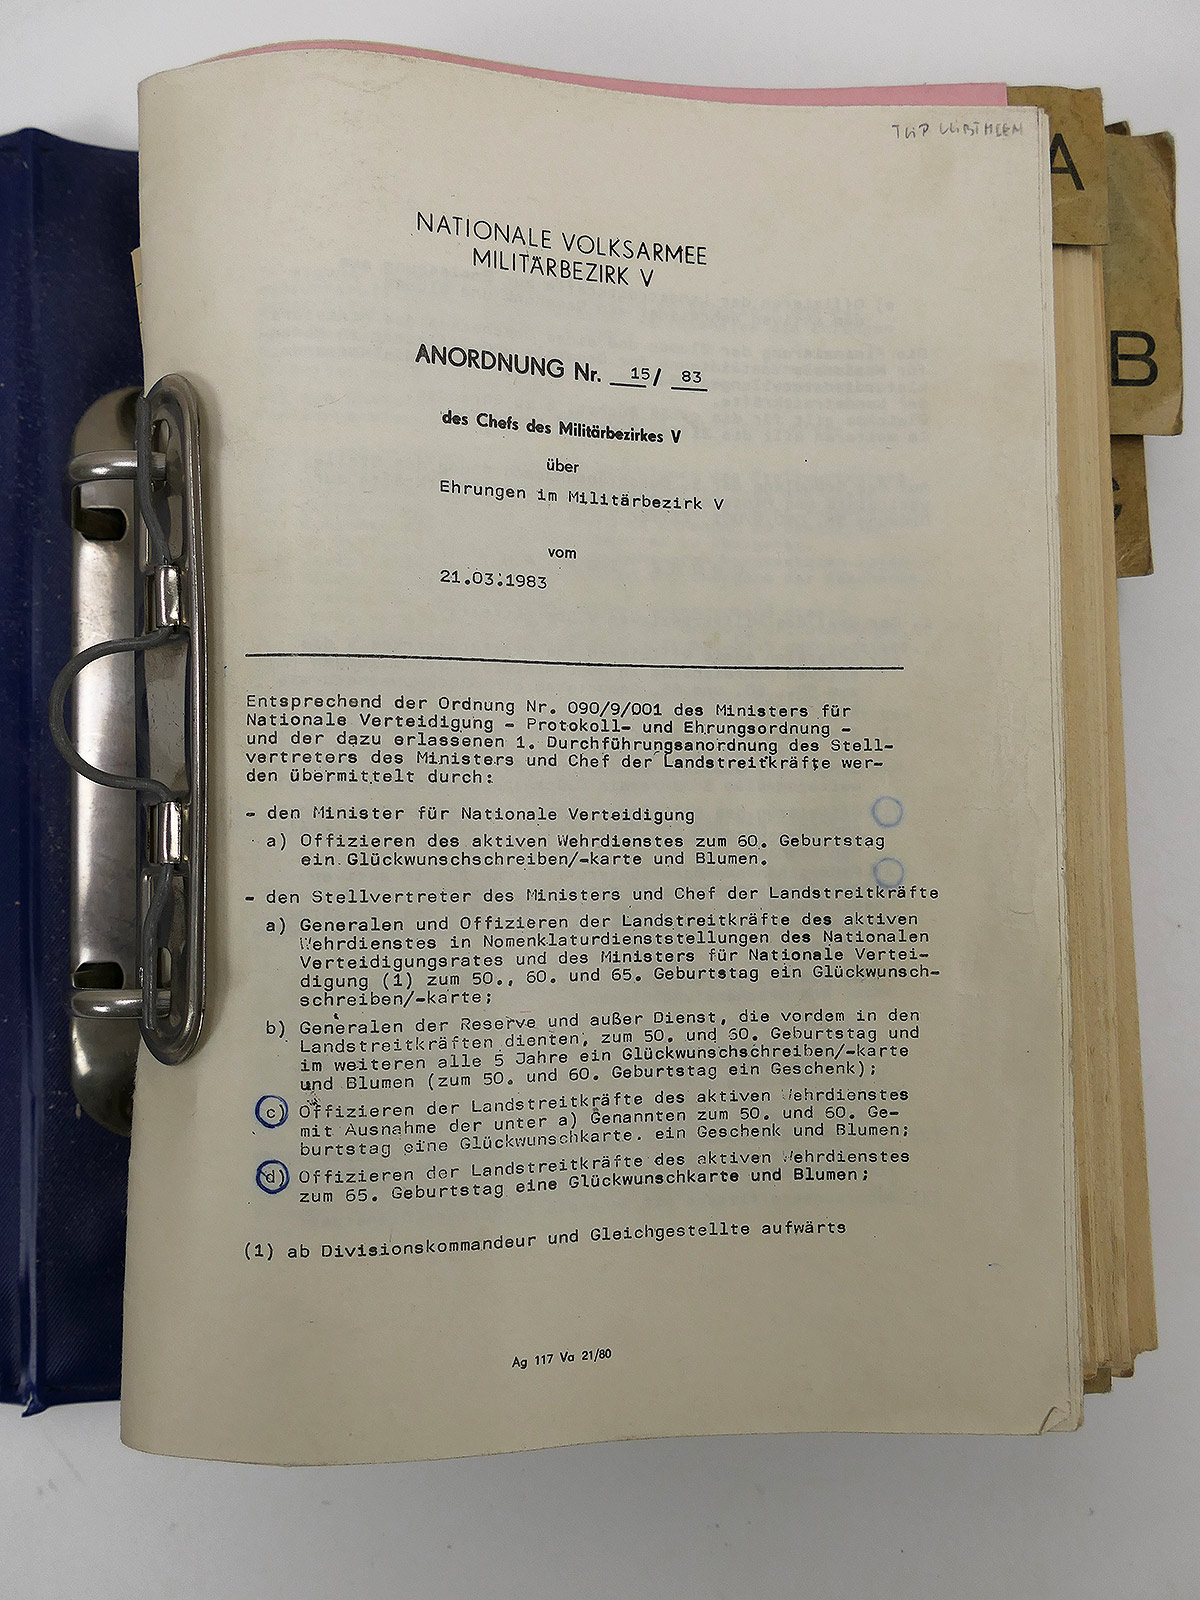 TÜP LÜBTHEEN
A
B
C
NATIONALE VOLKSARMEE
MILITÄRBEZIRK V
ANORDNUNG Nr. 15/ 83
des Chefs des Militärbezirkes V
über
Ehrungen im Militärbezirk V
vom
21.03.1983
Entsprechend der Ordnung Nr. 090/9/001 des Ministers für
Nationale Verteidigung - Protokoll- und Ehrungsordnung -
und der dazu erlassenen 1. Durchführungsanordnung des Stell-
vertreters des Ministers und Chef der Landstreitkräfte wer-
den übermittelt durch:
- den Minister für Nationale Verteidigung
a) Offizieren des aktiven Wehrdienstes zum 60. Geburtstag
ein Glückwunschschreiben/-karte und Blumen.
- den Stellvertreter des Ministers und Chef der Landstreitkräfte
a) Generalen und Offizieren der Landstreitkräfte des aktiven
Wehrdienstes in Nomenklaturdienststellungen des Nationalen
Verteidigungsrates und des Ministers für Nationale Vertei-
digung (1) zum 50., 60. und 65. Geburtstag ein Glückwunsch-
schreiben/-karte;
b) Generalen der Reserve und außer Dienst, die vordem in den
Landstreitkräften dienten, zum 50. und 60. Geburtstag und
im weiteren alle 5 Jahre ein Glückwunschschreiben/-karte
und Blumen (zum 50. und 60. Geburtstag ein Geschenk);
c) Offizieren der Landstreitkräfte des aktiven Wehrdienstes
mit Ausnahme der unter a) Genannten zum 50. und 60. Ge-
burtstag eine Glückwunschkarte, ein Geschenk und Blumen;
d) Offizieren der Landstreitkräfte des aktiven Wehrdienstes
zum 65. Geburtstag eine Glückwunschkarte und Blumen;
(1) ab Divisionskommandeur und Gleichgestellte aufwärts
Ag 117 Va 21/80